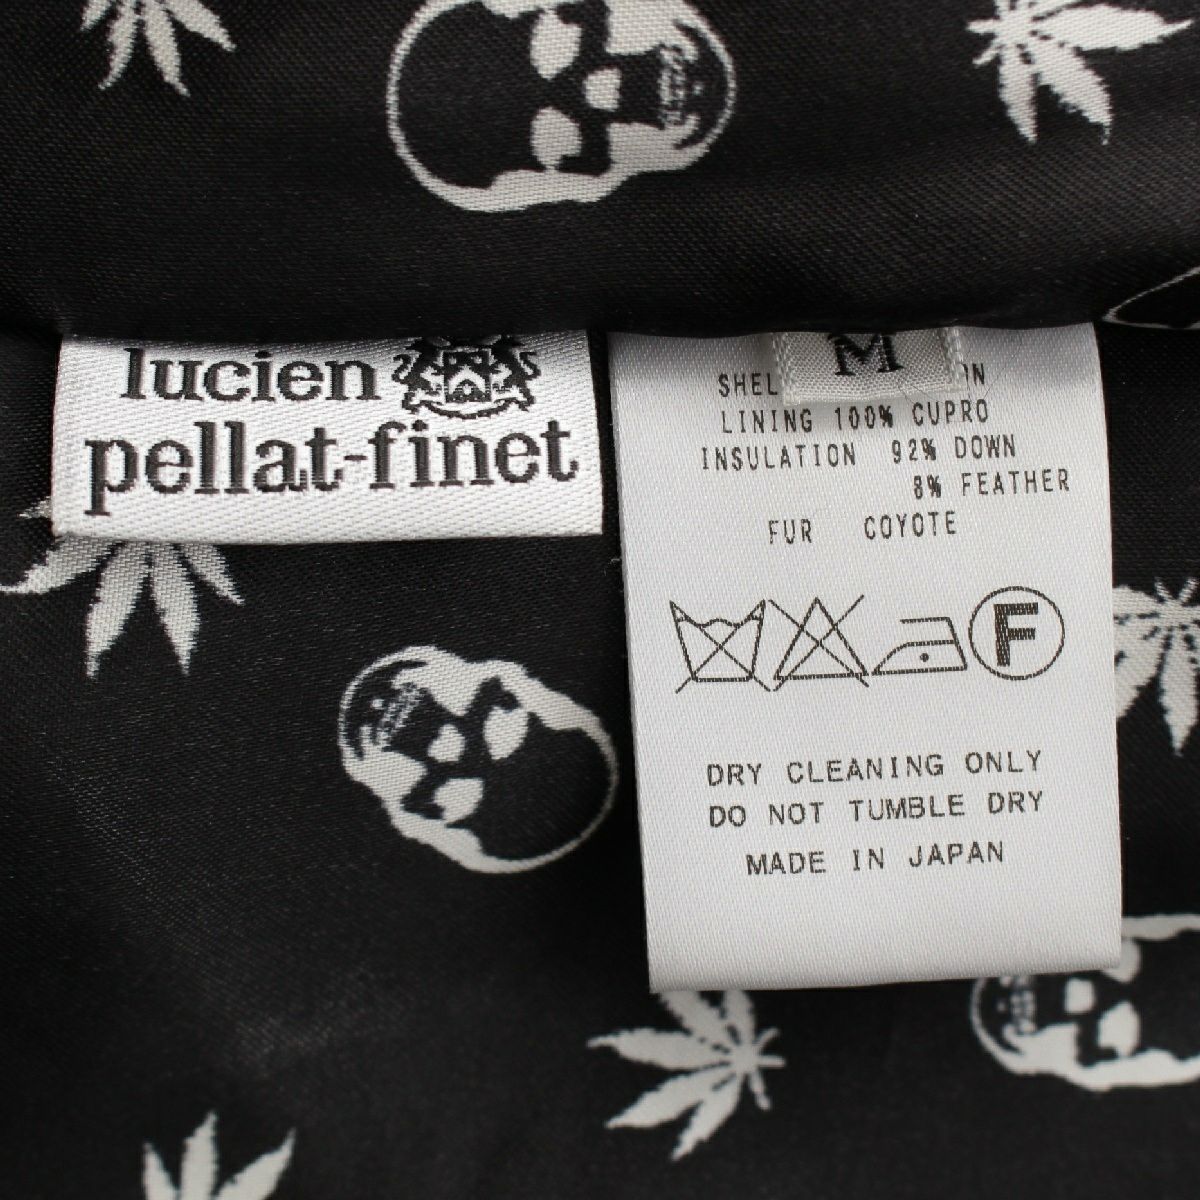 lucien
pellat-finet
M
LINING 100% CUPRO
INSULATION 92% DOWN
8% FEATHER
FUR COYOTE
F
DRY CLEANING ONLY
DO NOT TUMBLE DRY
MADE IN JAPAN